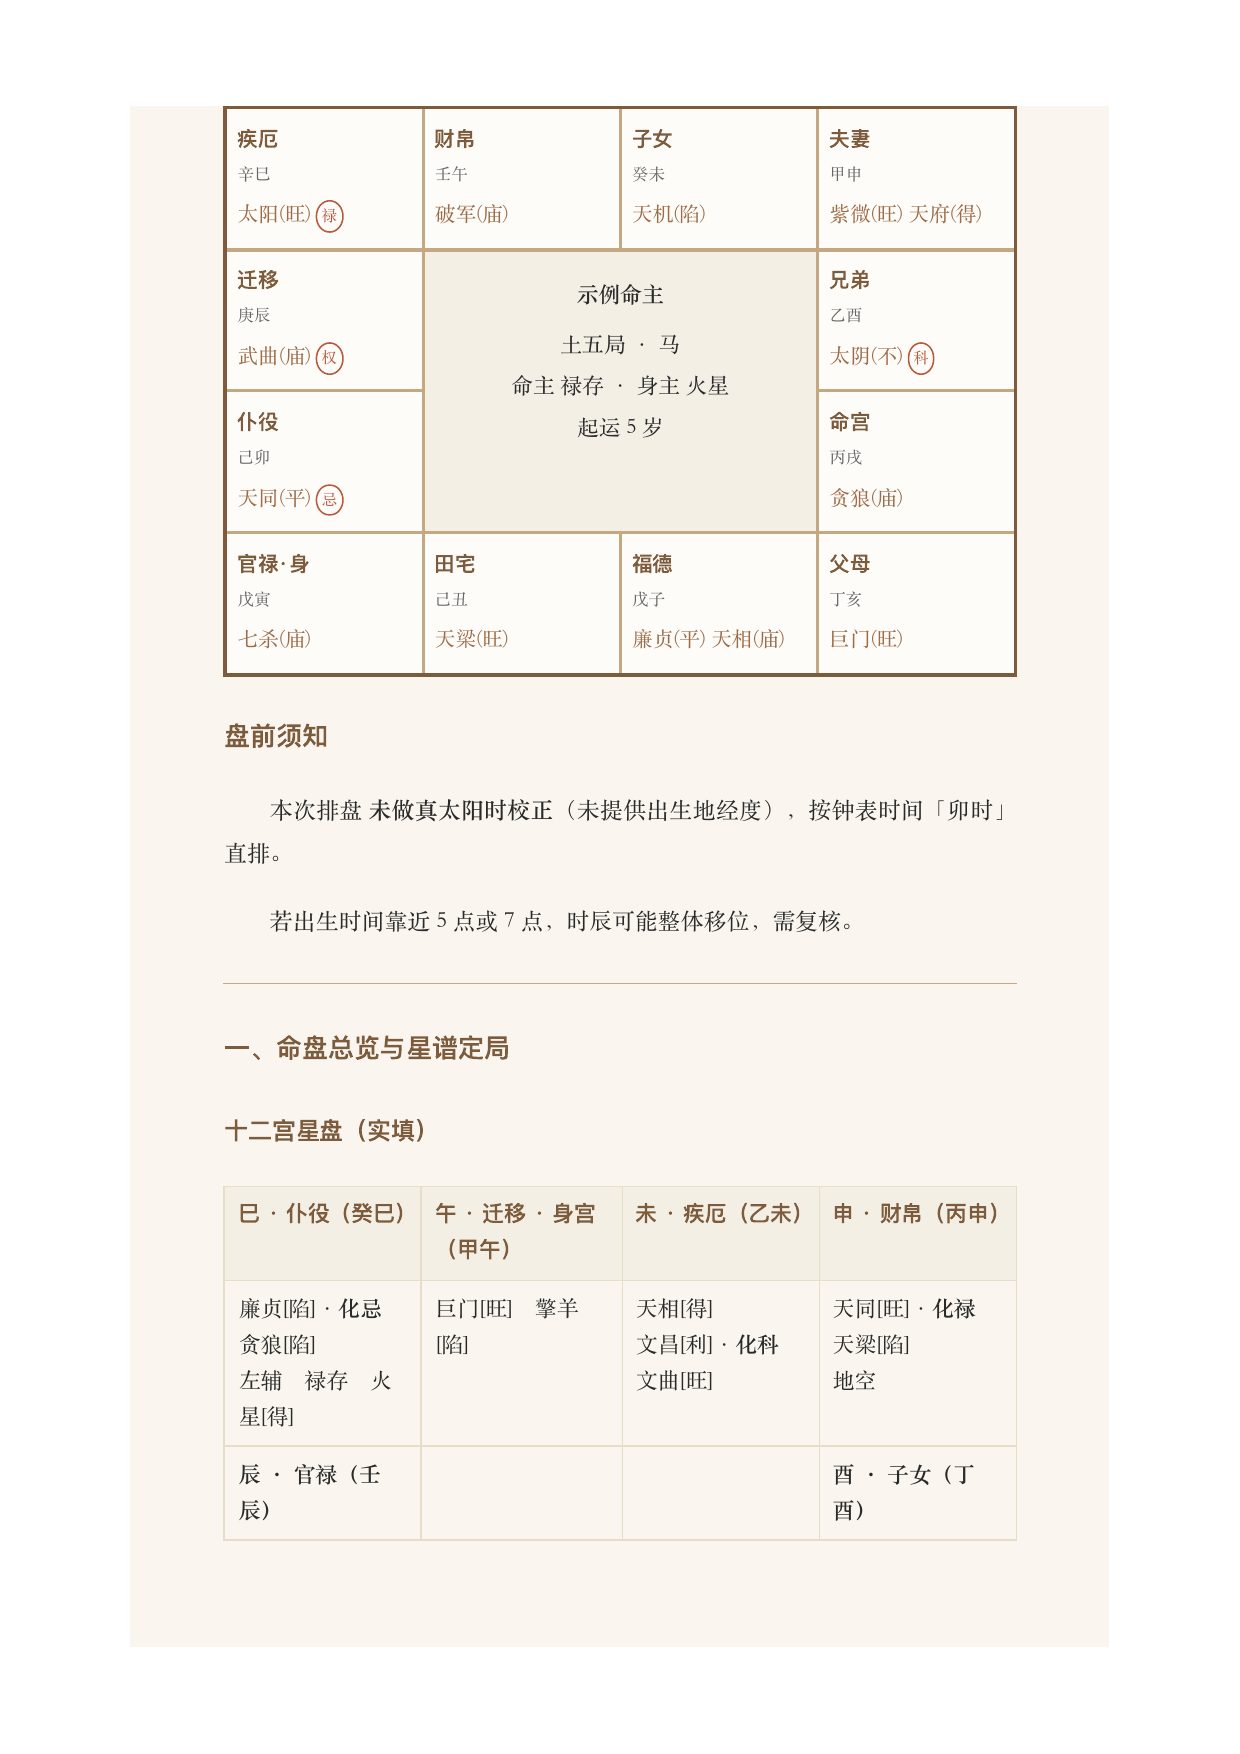 疾厄
辛巳
太阳(旺) 禄
财帛
壬午
破军(庙)
子女
癸未
天机(陷)
夫妻
甲申
紫微(旺) 天府(得)
迁移
庚辰
武曲(庙) 权
示例命主
土五局 · 马
命主 禄存 · 身主 火星
起运 5 岁
兄弟
乙酉
太阴(不) 科
仆役
己卯
天同(平) 忌
命宫
丙戌
贪狼(庙)
官禄·身
戊寅
七杀(庙)
田宅
己丑
天梁(旺)
福德
戊子
廉贞(平) 天相(庙)
父母
丁亥
巨门(旺)
盘前须知
本次排盘 未做真太阳时校正（未提供出生地经度），按钟表时间「卯时」
直排。
若出生时间靠近 5 点或 7 点，时辰可能整体移位，需复核。
一、命盘总览与星谱定局
十二宫星盘（实填）
巳 · 仆役（癸巳）
午 · 迁移 · 身宫
（甲午）
未 · 疾厄（乙未）
申 · 财帛（丙申）
廉贞[陷] · 化忌
贪狼[陷]
左辅　禄存　火
星[得]
巨门[旺]　擎羊
[陷]
天相[得]
文昌[利] · 化科
文曲[旺]
天同[旺] · 化禄
天梁[陷]
地空
辰 · 官禄（壬
辰）
酉 · 子女（丁
酉）